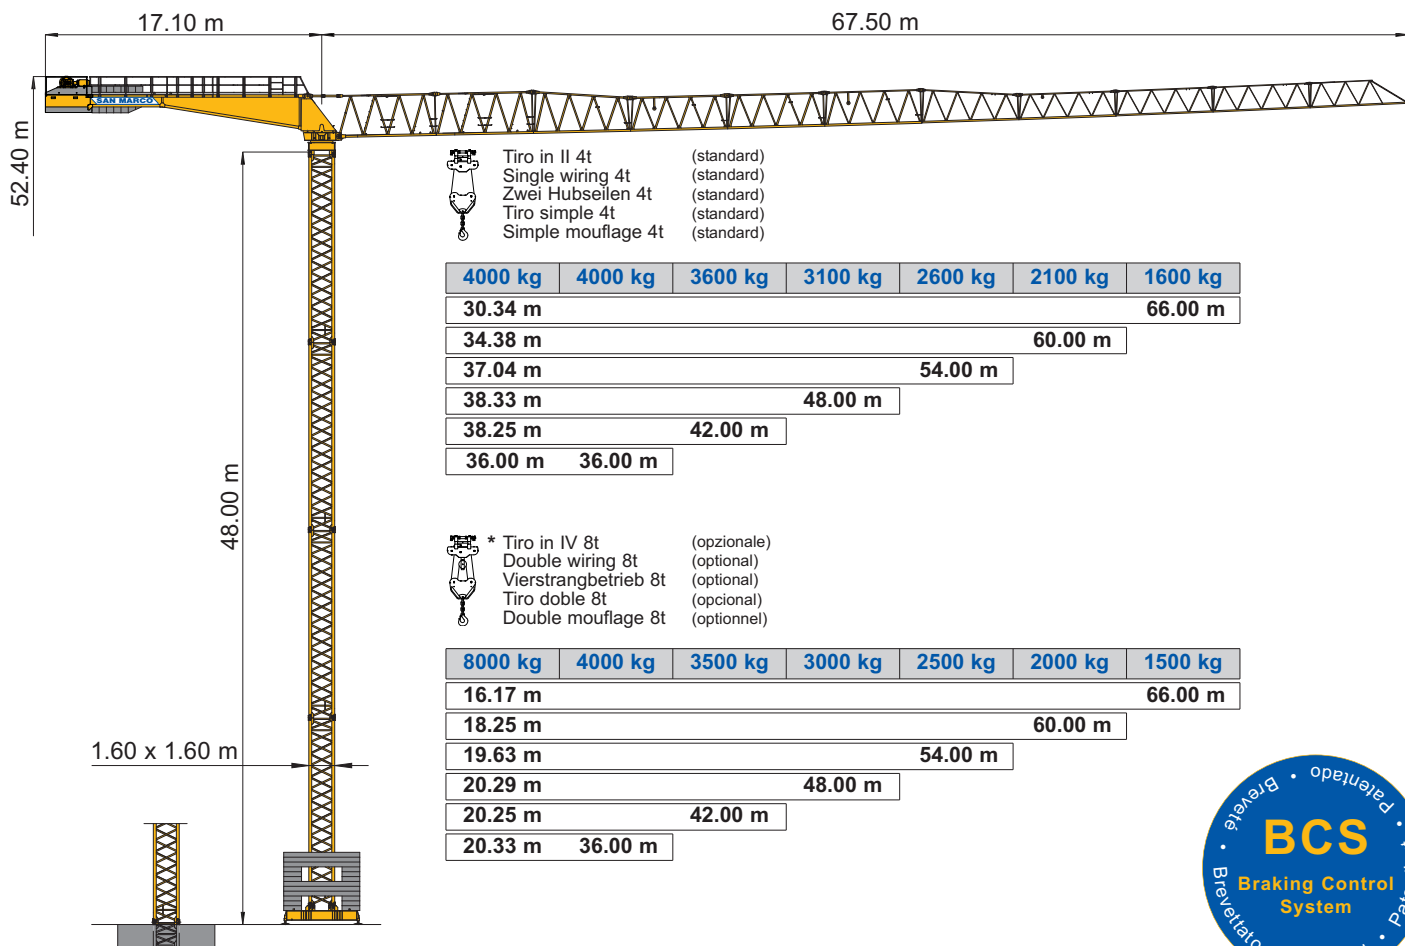 17.10 m
67.50 m
SAN MARCO
52.40 m
Tiro in II 4t (standard)
Single wiring 4t (standard)
Zwei Hubseilen 4t (standard)
Tiro simple 4t (standard)
Simple mouflage 4t (standard)
4000 kg 4000 kg 3600 kg 3100 kg 2600 kg 2100 kg 1600 kg
30.34 m 66.00 m
34.38 m 60.00 m
37.04 m 54.00 m
38.33 m 48.00 m
38.25 m 42.00 m
36.00 m 36.00 m
48.00 m
* Tiro in IV 8t (opzionale)
Double wiring 8t (optional)
Vierstrangbetrieb 8t (optional)
Tiro doble 8t (opcional)
Double mouflage 8t (optionnel)
8000 kg 4000 kg 3500 kg 3000 kg 2500 kg 2000 kg 1500 kg
16.17 m 66.00 m
18.25 m 60.00 m
19.63 m 54.00 m
20.29 m 48.00 m
20.25 m 42.00 m
20.33 m 36.00 m
1.60 x 1.60 m
Brevettato • Breveté • Patentado •
BCS
Braking Control
System